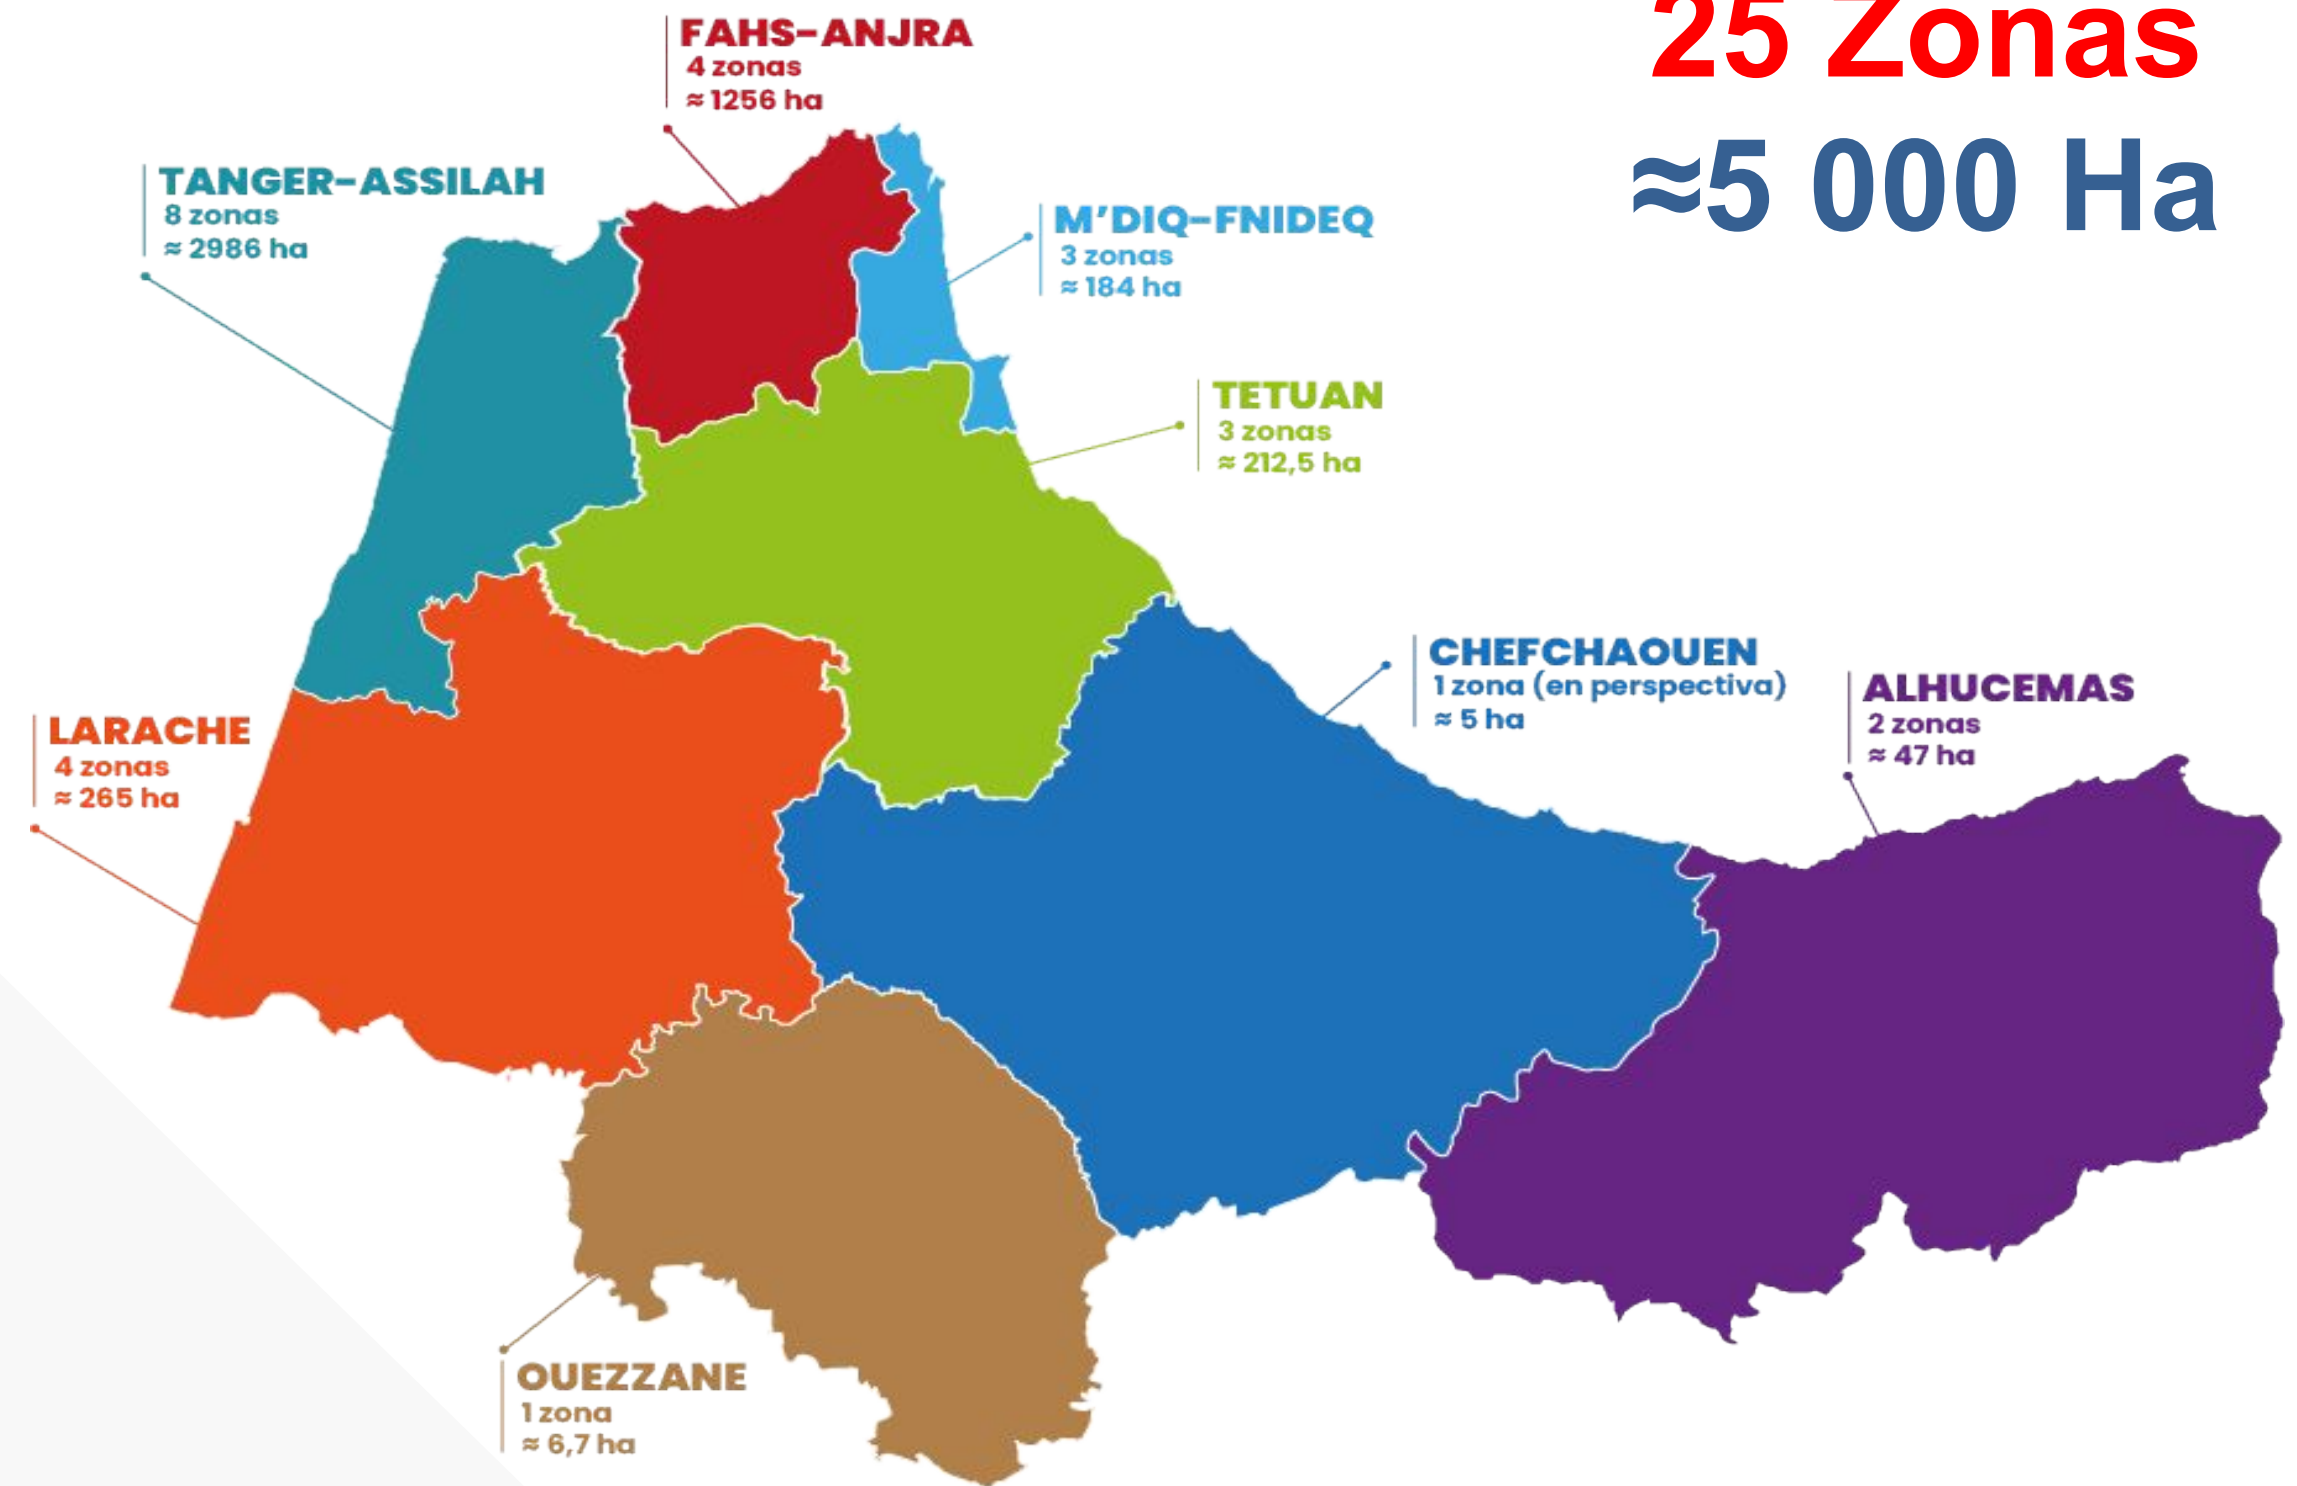 25 Zonas
≈5 000 Ha
FAHS-ANJRA
4 zonas
≈ 1256 ha
TANGER-ASSILAH
8 zonas
≈ 2986 ha
M’DIQ-FNIDEQ
3 zonas
≈ 184 ha
TETUAN
3 zonas
≈ 212,5 ha
CHEFCHAOUEN
1 zona (en perspectiva)
≈ 5 ha
ALHUCEMAS
2 zonas
≈ 47 ha
LARACHE
4 zonas
≈ 265 ha
OUEZZANE
1 zona
≈ 6,7 ha